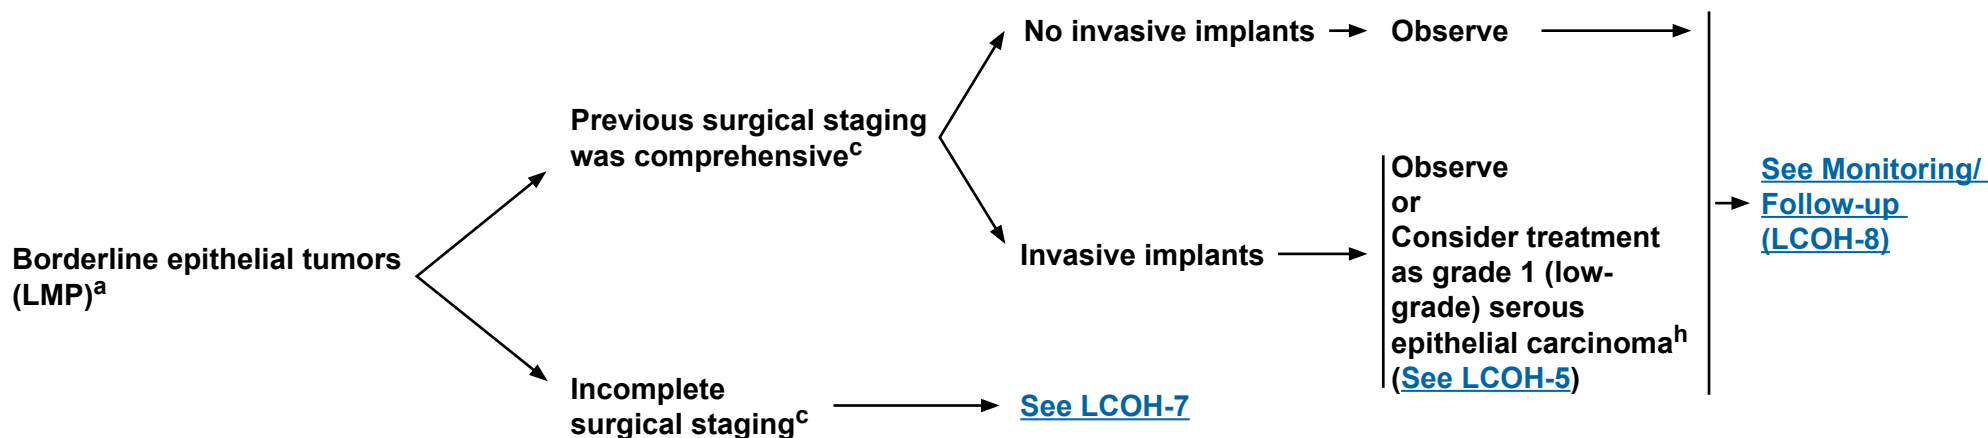 Borderline epithelial tumors
(LMP)a
Previous surgical staging
was comprehensivec
Incomplete
surgical stagingc
No invasive implants
Observe
Invasive implants
Observe
or
Consider treatment
as grade 1 (low-
grade) serous
epithelial carcinomah
(See LCOH-5)
See LCOH-7
See Monitoring/
Follow-up
(LCOH-8)